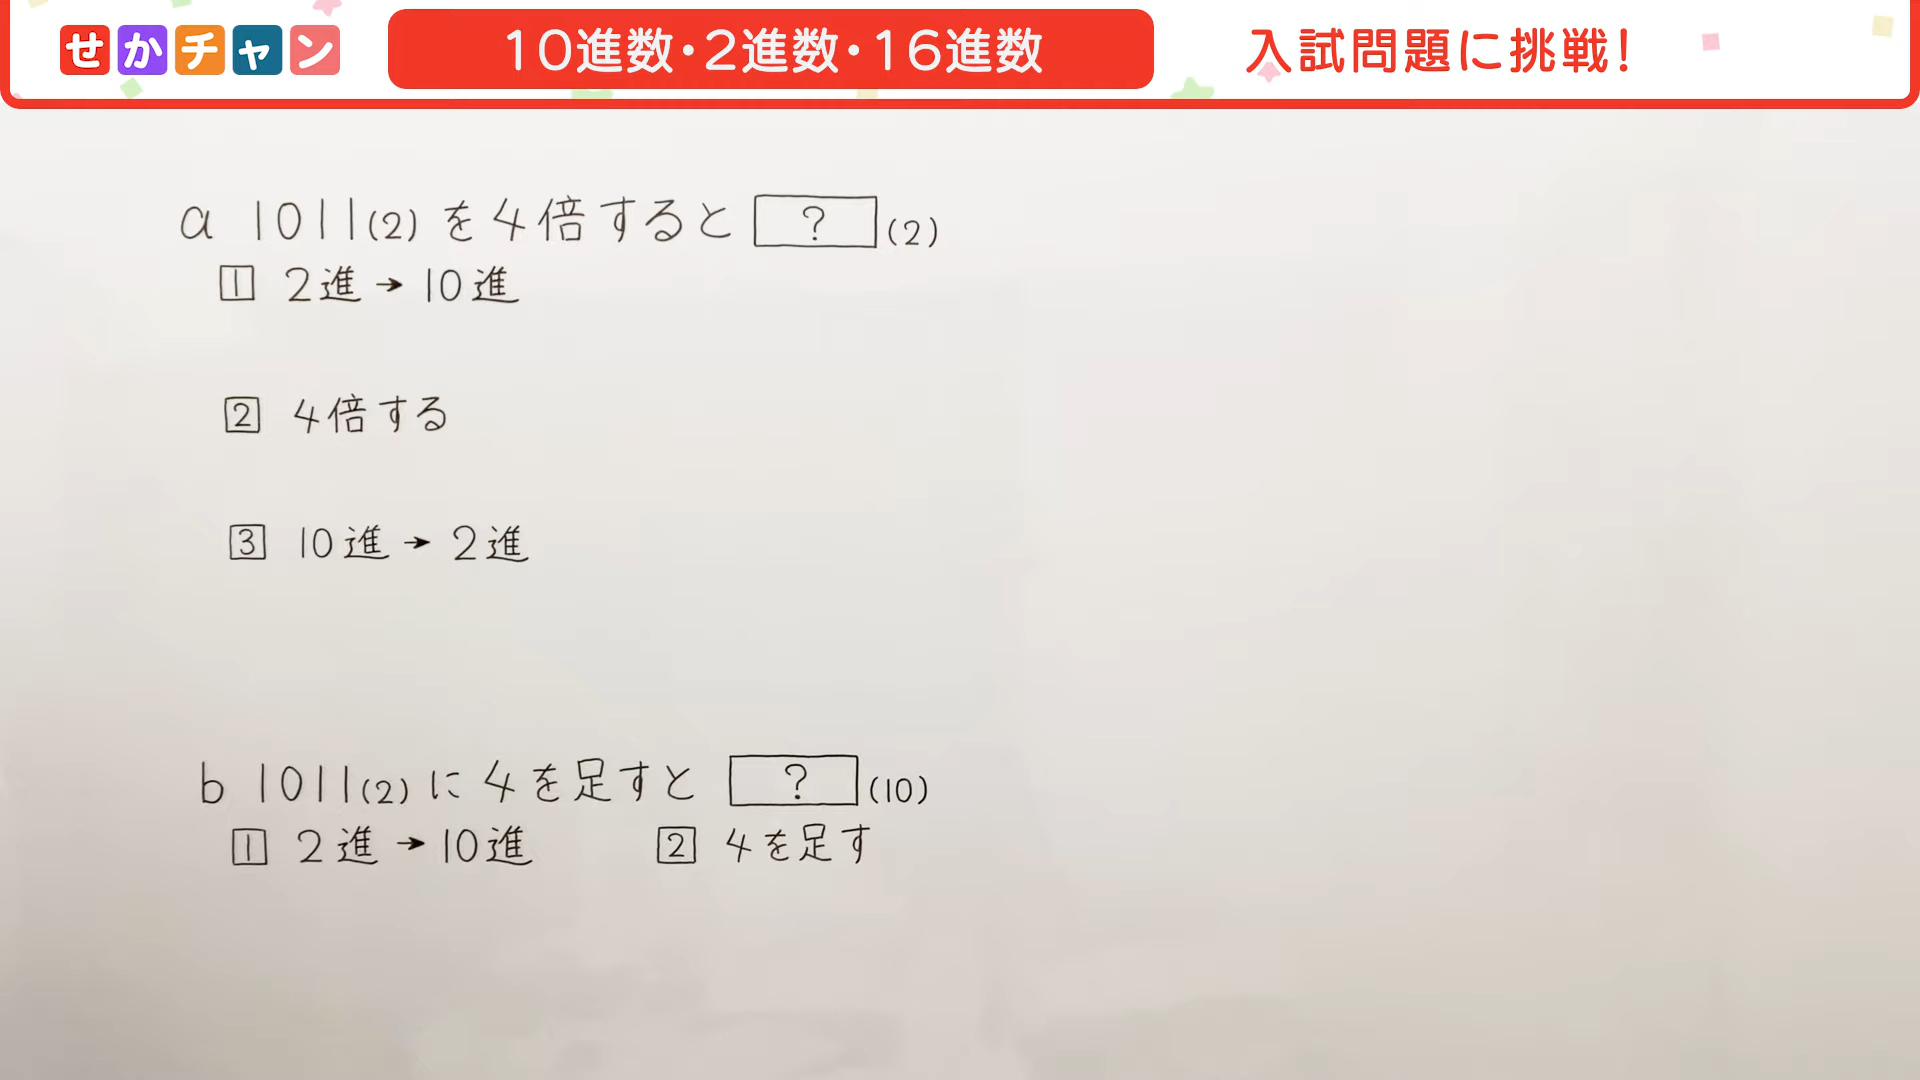 せかチャン
10進数・2進数・16進数
入試問題に挑戦!
a 1011(2)を4倍すると ? (2)
1 2進→10進
2 4倍する
3 10進→2進
b 1011(2)に4を足すと ? (10)
1 2進→10進 2 4を足す